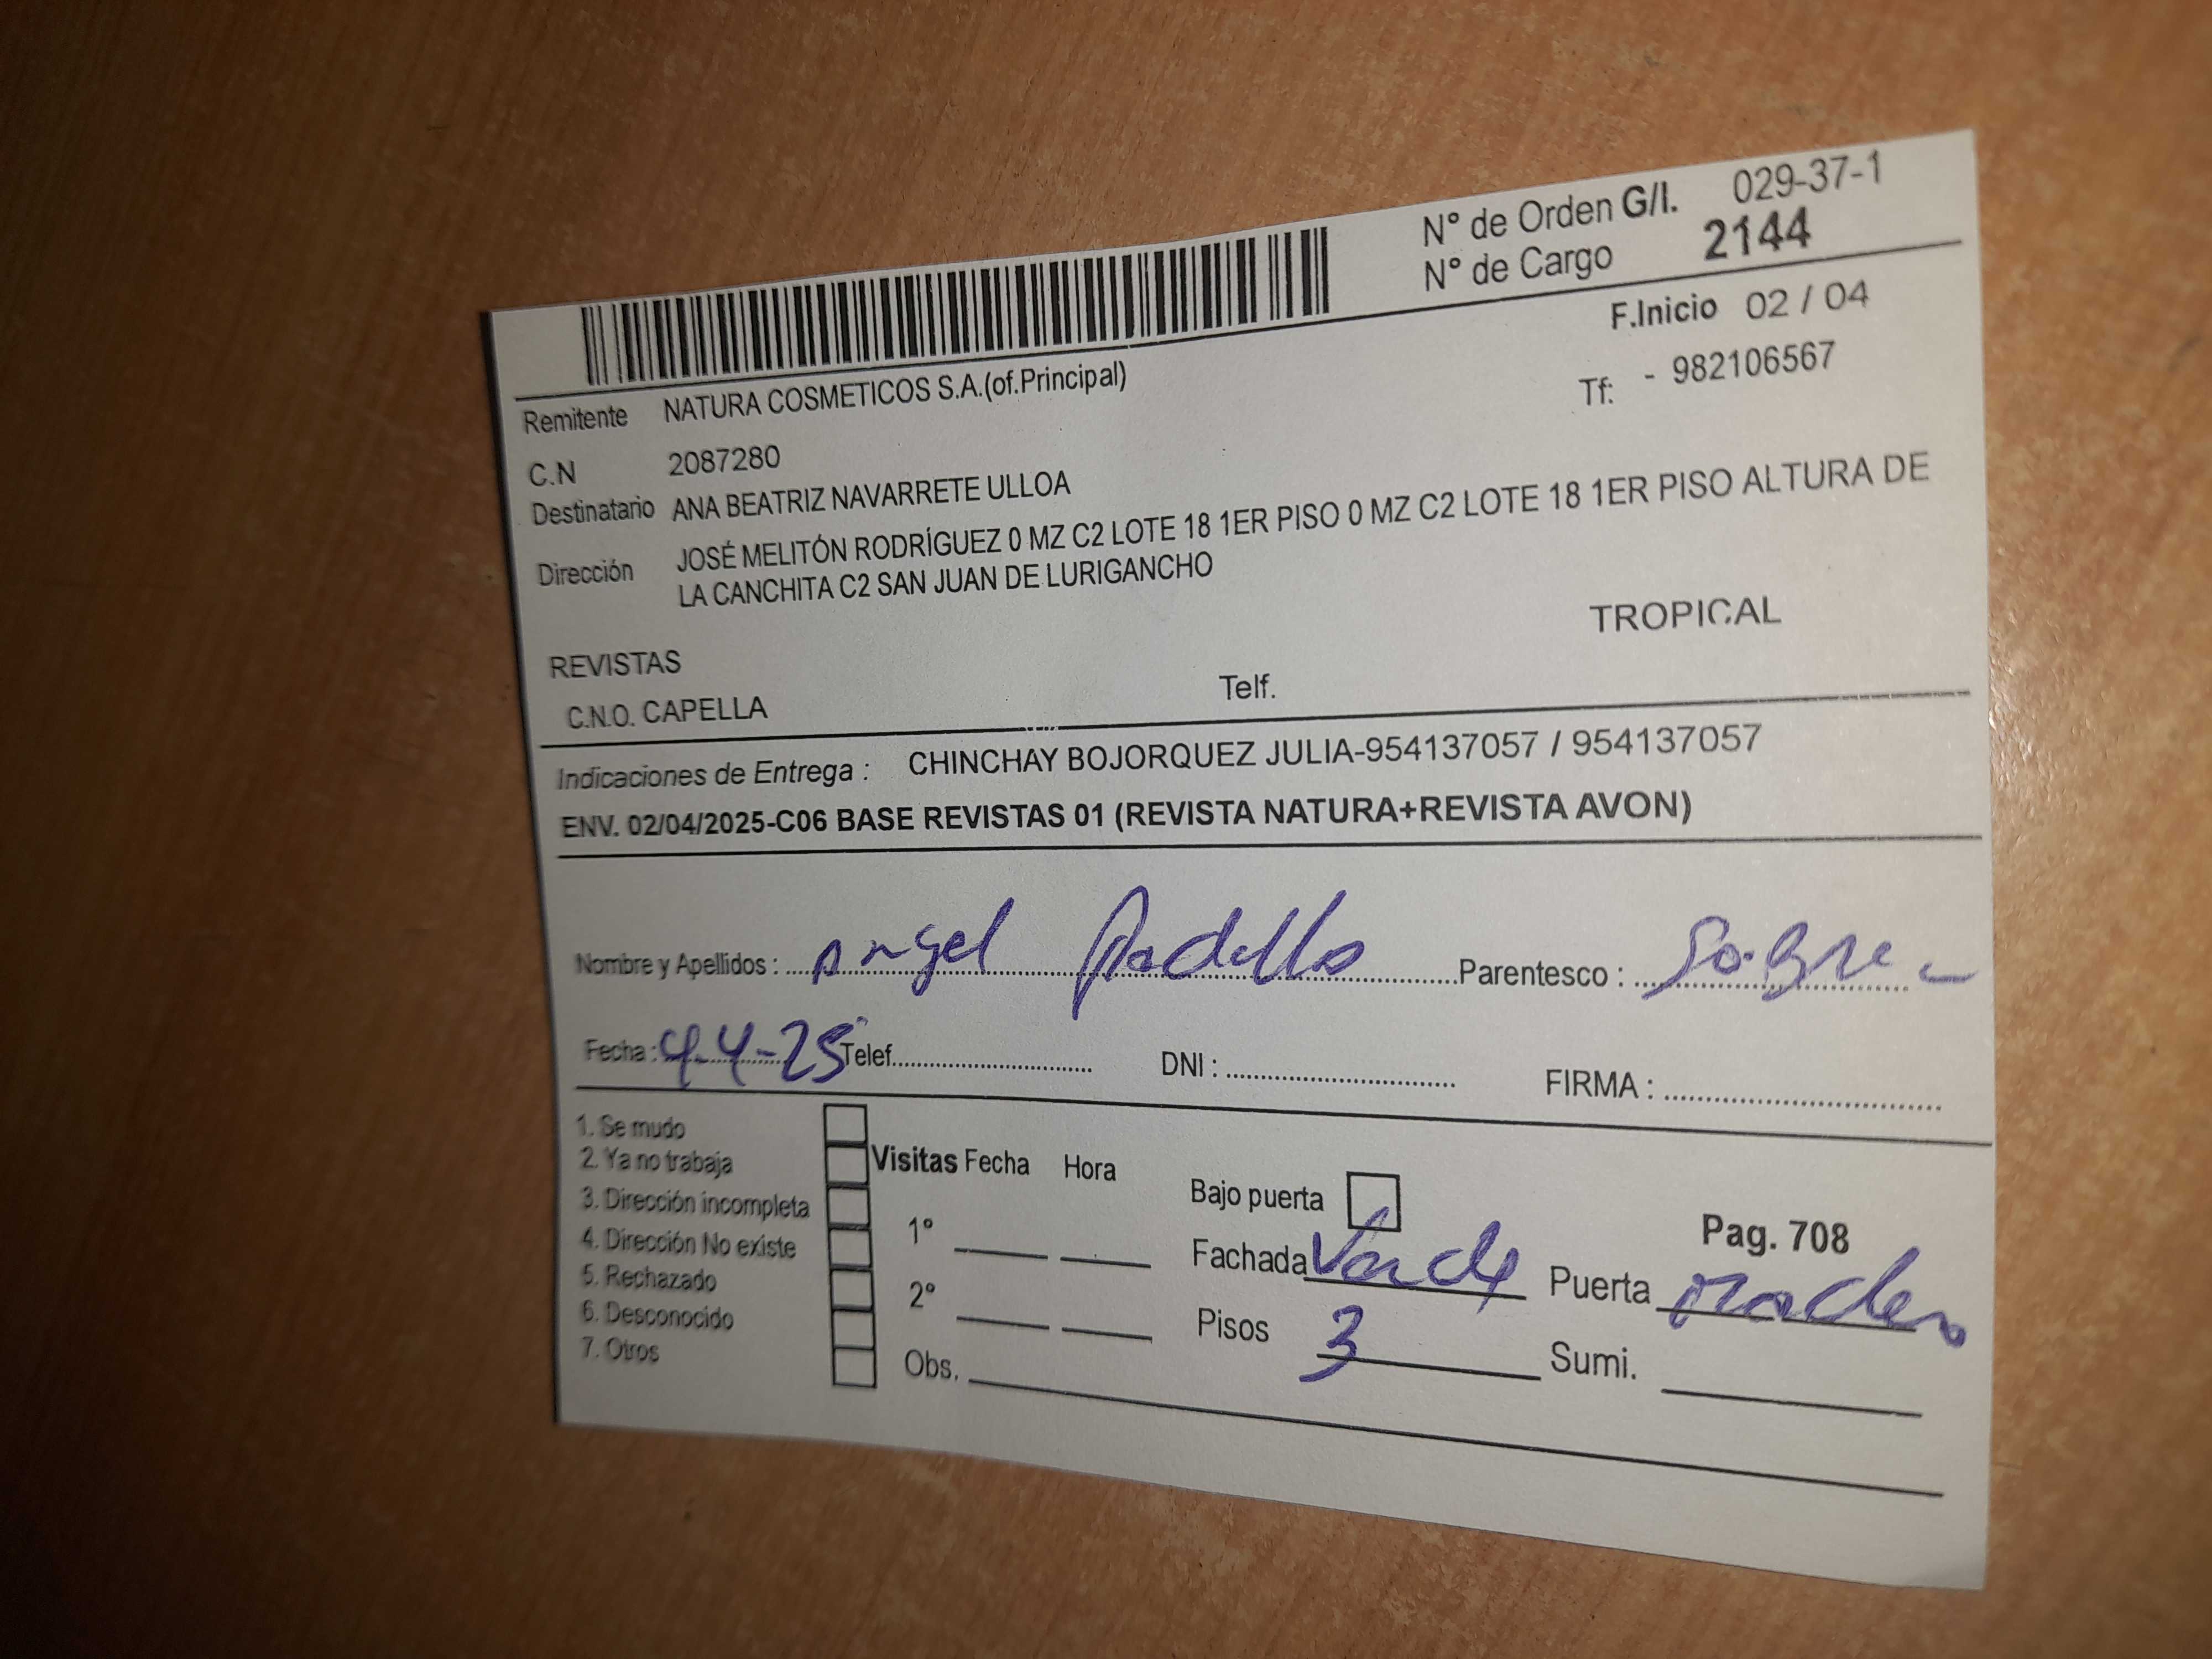 N° de Orden G/I. 029-37-1
N° de Cargo 2144
F.Inicio 02 / 04
Remitente NATURA COSMETICOS S.A.(of.Principal)
Tf: - 982106567
C.N 2087280
Destinatario ANA BEATRIZ NAVARRETE ULLOA
Dirección JOSÉ MELITÓN RODRÍGUEZ 0 MZ C2 LOTE 18 1ER PISO 0 MZ C2 LOTE 18 1ER PISO ALTURA DE
LA CANCHITA C2 SAN JUAN DE LURIGANCHO
TROPICAL
REVISTAS
C.N.O. CAPELLA Telf.
Indicaciones de Entrega : CHINCHAY BOJORQUEZ JULIA-954137057 / 954137057
ENV. 02/04/2025-C06 BASE REVISTAS 01 (REVISTA NATURA+REVISTA AVON)
Nombre y Apellidos : Angel Parentesco :
Fecha : 4-4-25 Telef. DNI : FIRMA :
1. Se mudo
2. Ya no trabaja
3. Dirección incompleta
4. Dirección No existe
5. Rechazado
6. Desconocido
7. Otros
Visitas Fecha Hora
1°
2°
Obs.
Bajo puerta
Pag. 708
Fachada Verde Puerta Madera
Pisos 3 Sumi.